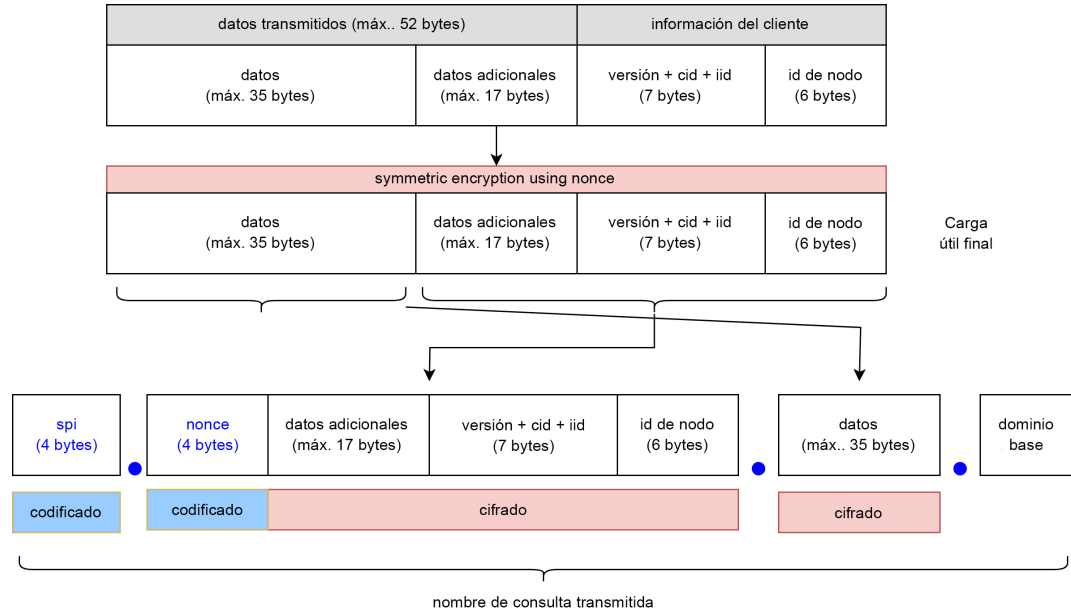 datos transmitidos (máx.. 52 bytes)
información del cliente
datos
(máx. 35 bytes)
datos adicionales
(máx. 17 bytes)
versión + cid + iid
(7 bytes)
id de nodo
(6 bytes)
symmetric encryption using nonce
datos
(máx. 35 bytes)
datos adicionales
(máx. 17 bytes)
versión + cid + iid
(7 bytes)
id de nodo
(6 bytes)
Carga
útil final
spi
(4 bytes)
nonce
(4 bytes)
datos adicionales
(máx. 17 bytes)
versión + cid + iid
(7 bytes)
id de nodo
(6 bytes)
datos
(máx.. 35 bytes)
dominio
base
codificado
codificado
cifrado
cifrado
nombre de consulta transmitida